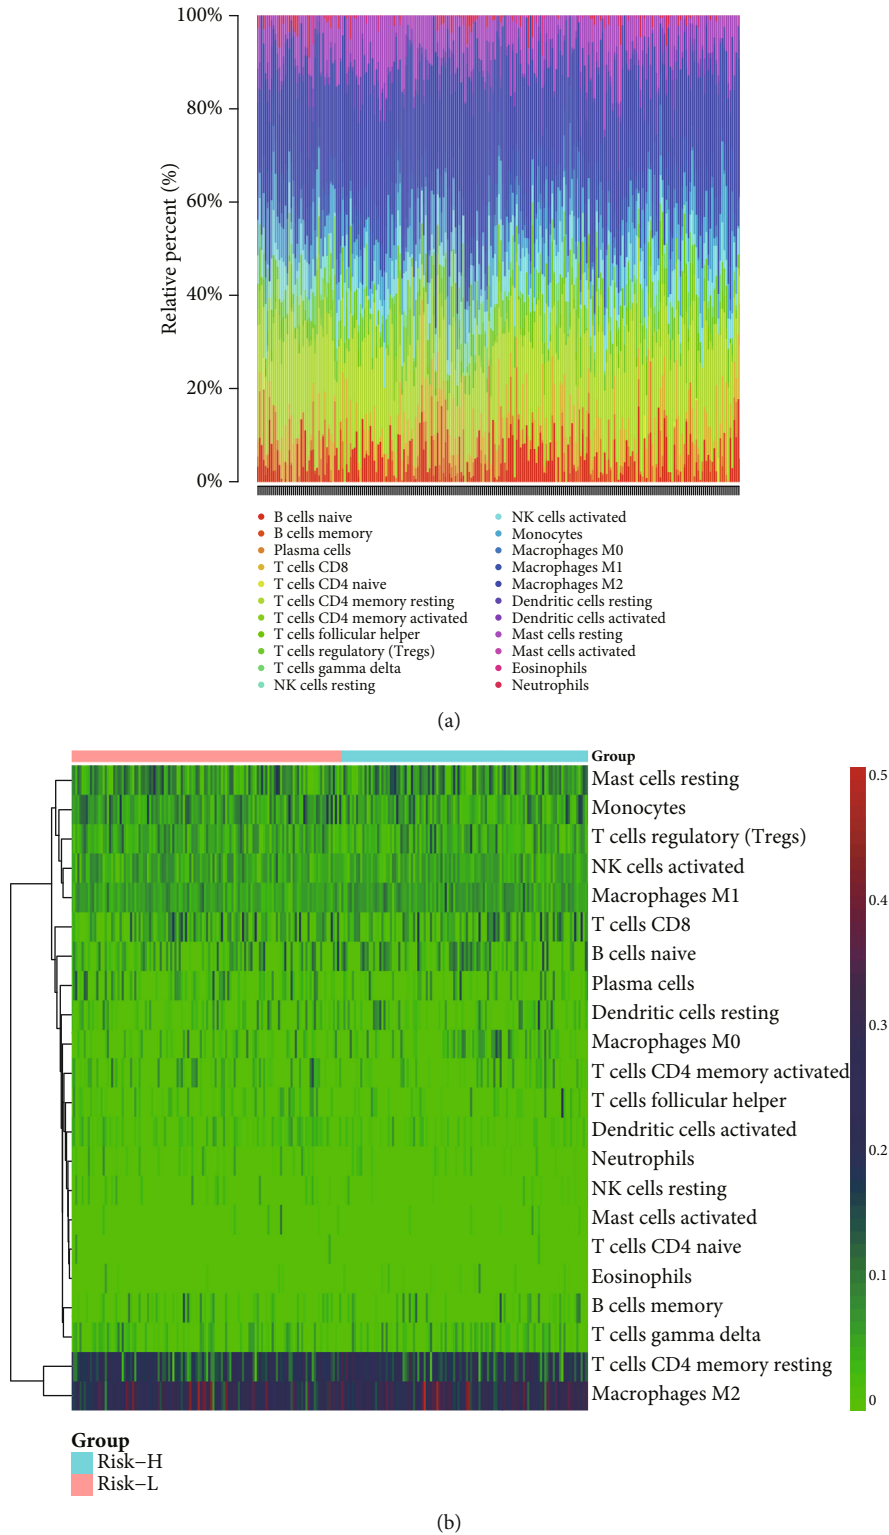 100%
80%
60%
40%
20%
0%
Relative percent (%)
B cells naive
B cells memory
Plasma cells
T cells CD8
T cells CD4 naive
T cells CD4 memory resting
T cells CD4 memory activated
T cells follicular helper
T cells regulatory (Tregs)
T cells gamma delta
NK cells resting
NK cells activated
Monocytes
Macrophages M0
Macrophages M1
Macrophages M2
Dendritic cells resting
Dendritic cells activated
Mast cells resting
Mast cells activated
Eosinophils
Neutrophils
(a)
Group
Mast cells resting
Monocytes
T cells regulatory (Tregs)
NK cells activated
Macrophages M1
T cells CD8
B cells naive
Plasma cells
Dendritic cells resting
Macrophages M0
T cells CD4 memory activated
T cells follicular helper
Dendritic cells activated
Neutrophils
NK cells resting
Mast cells activated
T cells CD4 naive
Eosinophils
B cells memory
T cells gamma delta
T cells CD4 memory resting
Macrophages M2
0.5
0.4
0.3
0.2
0.1
0
Group
Risk−H
Risk−L
(b)